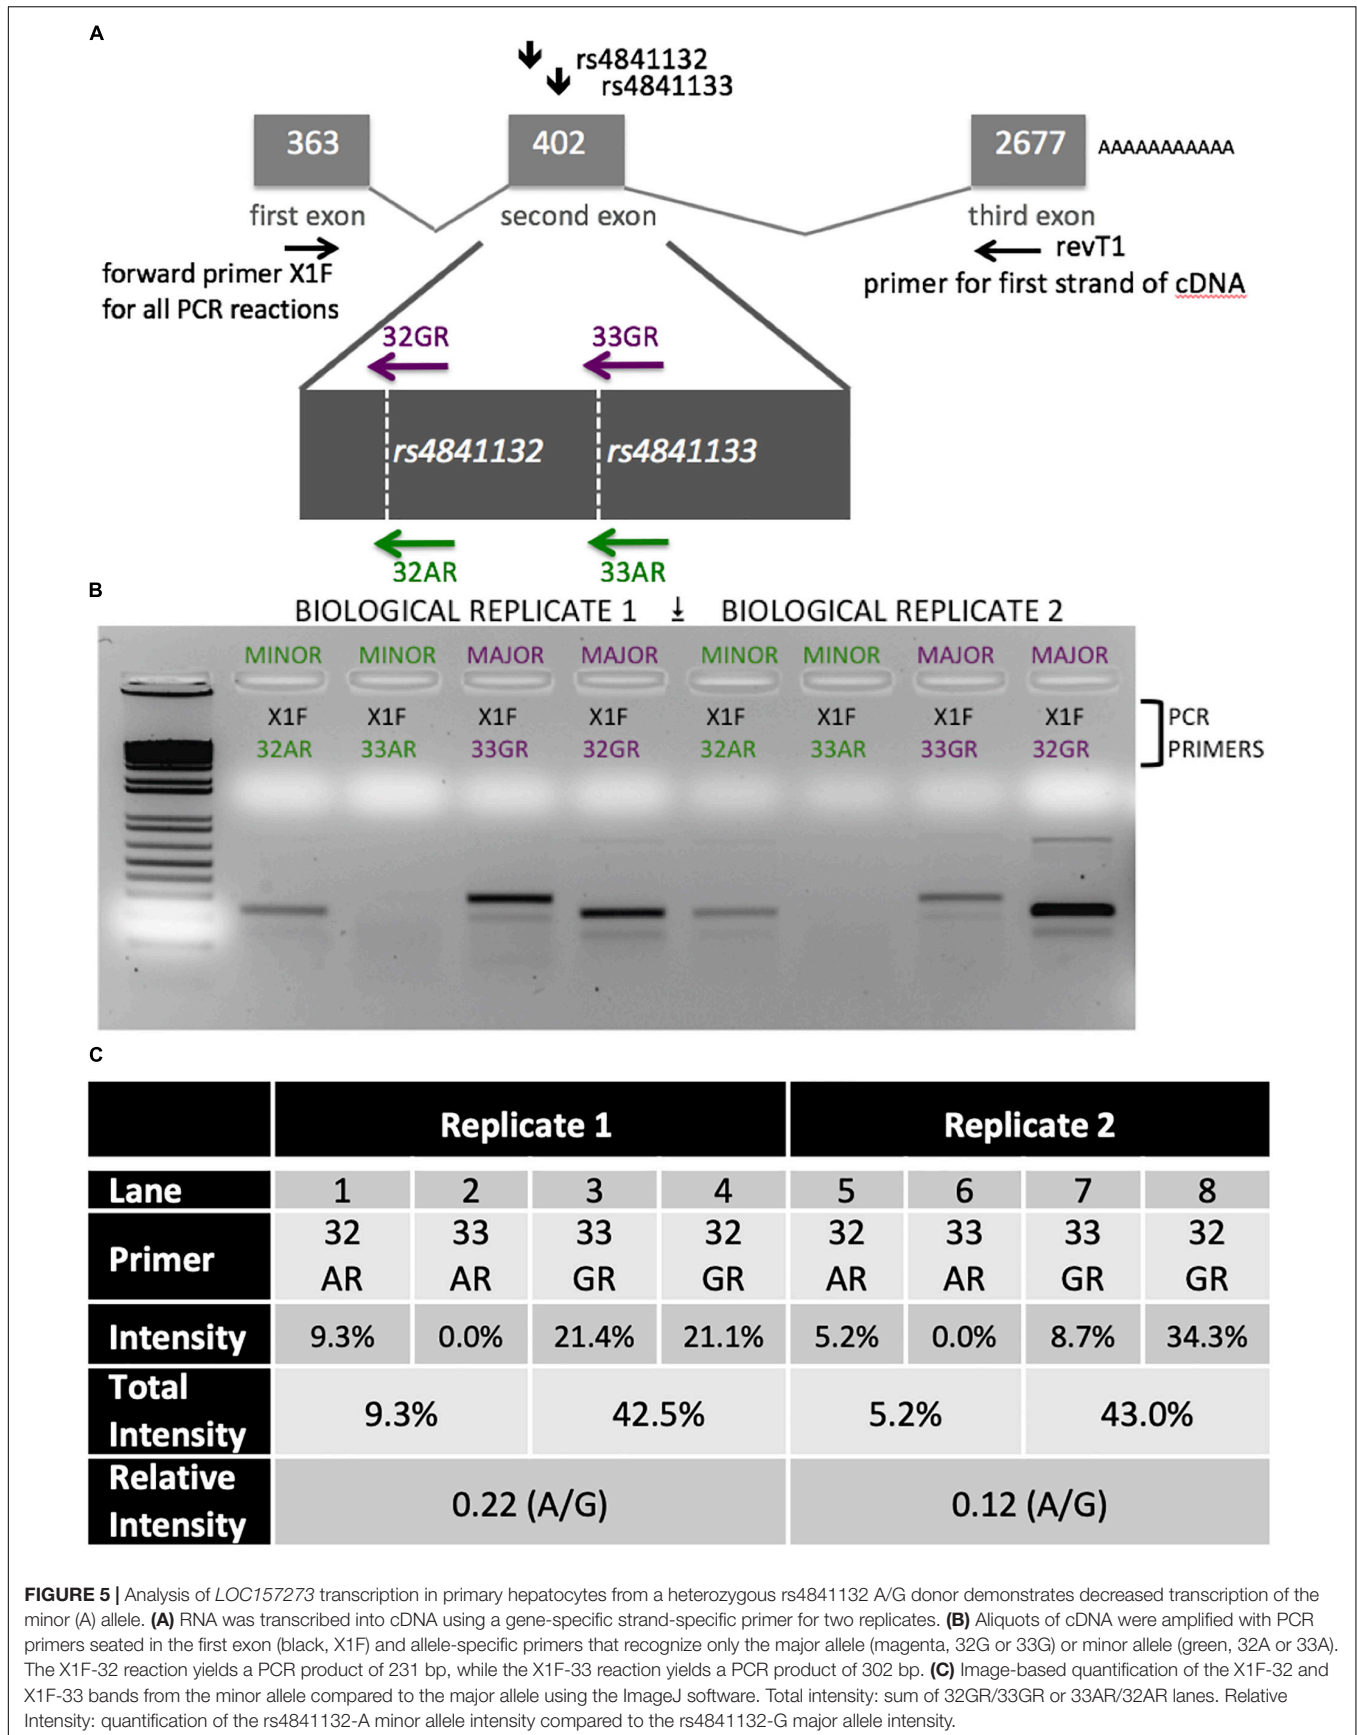 A
rs4841132
rs4841133
363
402
2677
AAAAAAAAAAA
first exon
second exon
third exon
forward primer X1F
for all PCR reactions
revT1
primer for first strand of cDNA
32GR
33GR
rs4841132
rs4841133
32AR
33AR
B
BIOLOGICAL REPLICATE 1
BIOLOGICAL REPLICATE 2
MINOR MINOR MAJOR MAJOR MINOR MINOR MAJOR MAJOR
X1F X1F X1F X1F X1F X1F X1F X1F
PCR
32AR 33AR 33GR 32GR 32AR 33AR 33GR 32GR
PRIMERS
C
Replicate 1 Replicate 2
Lane 1 2 3 4 5 6 7 8
Primer
32 33 33 32 32 33 33 32
AR AR GR GR AR AR GR GR
Intensity 9.3% 0.0% 21.4% 21.1% 5.2% 0.0% 8.7% 34.3%
Total
Intensity
9.3% 42.5% 5.2% 43.0%
Relative
Intensity
0.22 (A/G) 0.12 (A/G)
FIGURE 5 | Analysis of LOC157273 transcription in primary hepatocytes from a heterozygous rs4841132 A/G donor demonstrates decreased transcription of the
minor (A) allele. (A) RNA was transcribed into cDNA using a gene-specific strand-specific primer for two replicates. (B) Aliquots of cDNA were amplified with PCR
primers seated in the first exon (black, X1F) and allele-specific primers that recognize only the major allele (magenta, 32G or 33G) or minor allele (green, 32A or 33A).
The X1F-32 reaction yields a PCR product of 231 bp, while the X1F-33 reaction yields a PCR product of 302 bp. (C) Image-based quantification of the X1F-32 and
X1F-33 bands from the minor allele compared to the major allele using the ImageJ software. Total intensity: sum of 32GR/33GR or 33AR/32AR lanes. Relative
Intensity: quantification of the rs4841132-A minor allele intensity compared to the rs4841132-G major allele intensity.